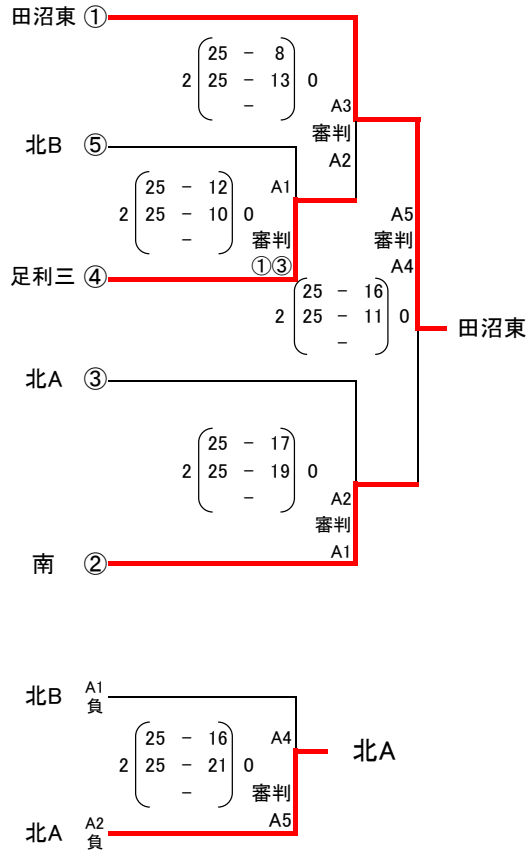 田沼東 ①
25 － 8
2 25 － 13 0
－
A3
審判
A2
北B ⑤
25 － 12 A1
2 25 － 10 0
－ 審判
①③
足利三 ④
A5
審判
A4
25 － 16
2 25 － 11 0
－
田沼東
北A ③
25 － 17
2 25 － 19 0
－
A2
審判
A1
南 ②
北B A1
負
25 － 16 A4
2 25 － 21 0
－ 審判
A5
北A
北A A2
負